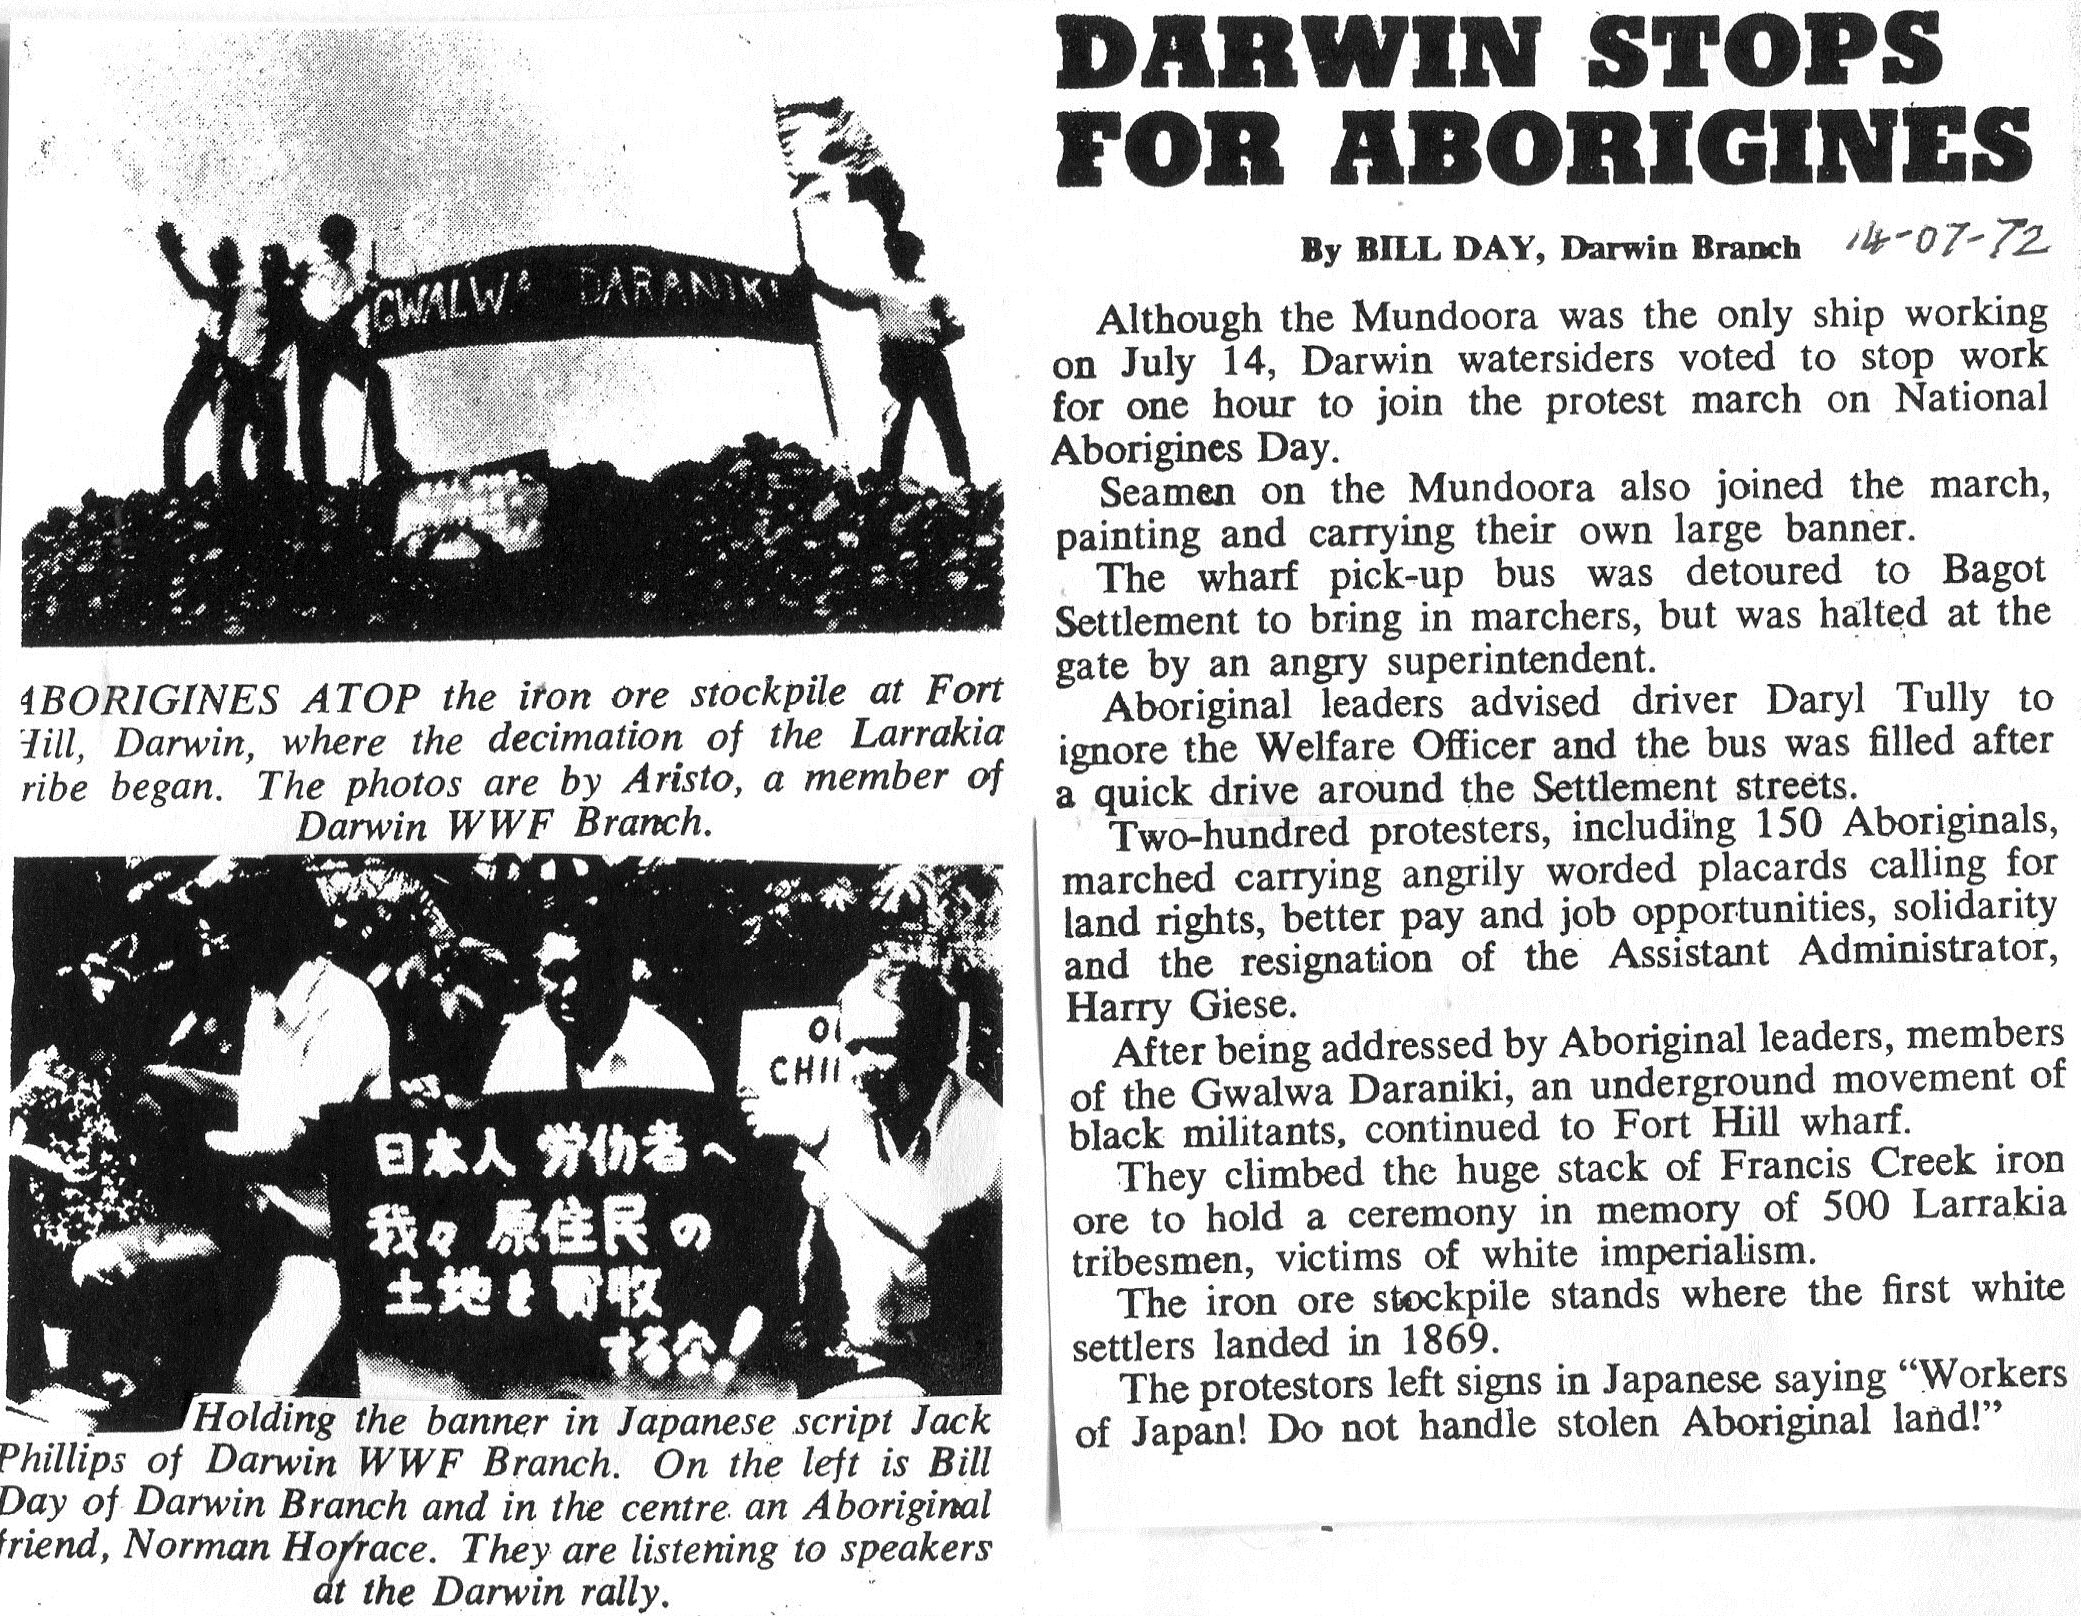 DARWIN STOPS
FOR ABORIGINES
By BILL DAY, Darwin Branch 14-07-72
Although the Mundoora was the only ship working
on July 14, Darwin watersiders voted to stop work
for one hour to join the protest march on National
Aborigines Day.
Seamen on the Mundoora also joined the march,
painting and carrying their own large banner.
The wharf pick-up bus was detoured to Bagot
Settlement to bring in marchers, but was halted at the
gate by an angry superintendent.
Aboriginal leaders advised driver Daryl Tully to
ignore the Welfare Officer and the bus was filled after
a quick drive around the Settlement streets.
Two-hundred protesters, including 150 Aboriginals,
marched carrying angrily worded placards calling for
land rights, better pay and job opportunities, solidarity
and the resignation of the Assistant Administrator,
Harry Giese.
After being addressed by Aboriginal leaders, members
of the Gwalwa Daraniki, an underground movement of
black militants, continued to Fort Hill wharf.
They climbed the huge stack of Francis Creek iron
ore to hold a ceremony in memory of 500 Larrakia
tribesmen, victims of white imperialism.
The iron ore stockpile stands where the first white
settlers landed in 1869.
The protestors left signs in Japanese saying “Workers
of Japan! Do not handle stolen Aboriginal land!”
GWALWA DARANIKI
ABORIGINES ATOP the iron ore stockpile at Fort
Hill, Darwin, where the decimation of the Larrakia
ribe began. The photos are by Aristo, a member of
Darwin WWF Branch.
日本人 労仂者へ
我々 原住民の
土地を買収
するな!
CHI
Holding the banner in Japanese script Jack
Phillips of Darwin WWF Branch. On the left is Bill
Day of Darwin Branch and in the centre an Aboriginal
friend, Norman Horrace. They are listening to speakers
at the Darwin rally.